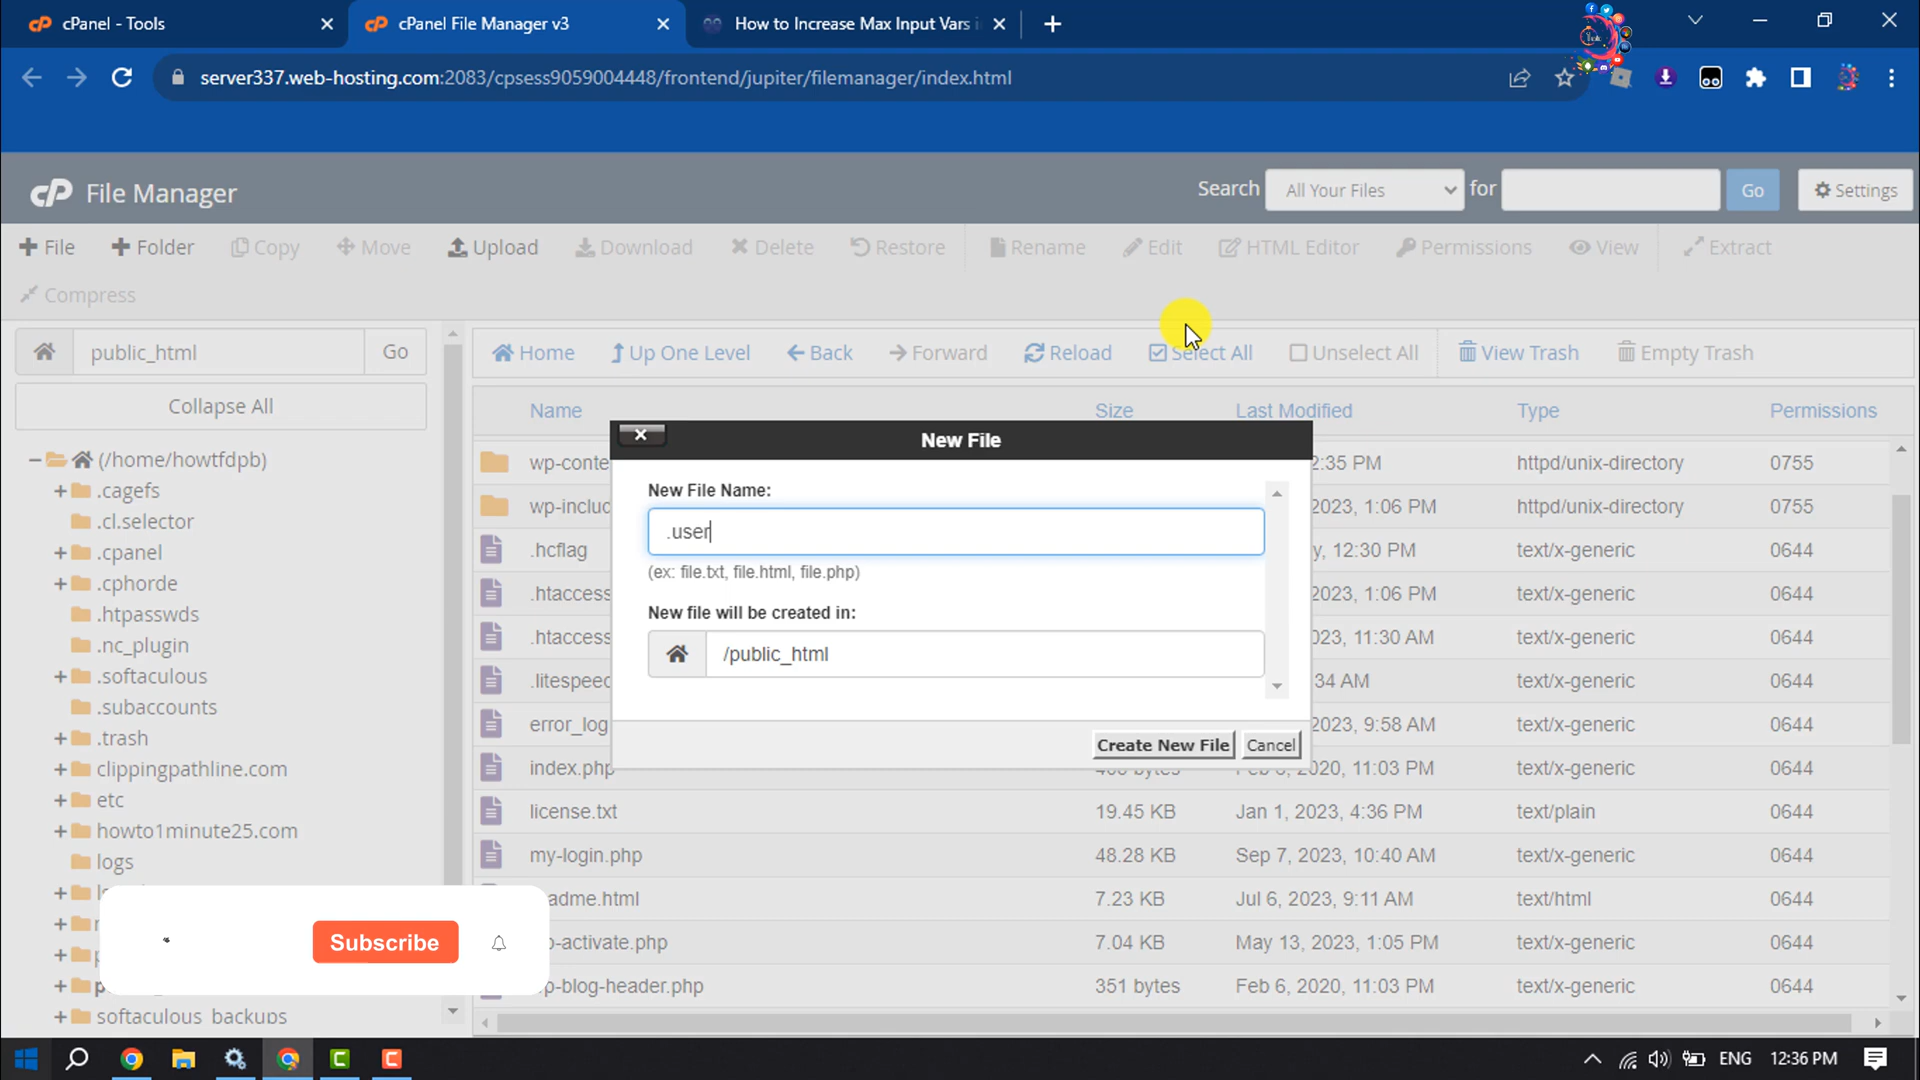 cPanel - Tools
cPanel File Manager v3
How to Increase Max Input Vars i
server337.web-hosting.com:2083/cpsess9059004448/frontend/jupiter/filemanager/index.html
cP File Manager
Search All Your Files for Go Settings
File Folder Copy Move Upload Download Delete Restore Rename Edit HTML Editor Permissions View Extract
Compress
public_html Go
Home Up One Level Back Forward Reload Select All Unselect All View Trash Empty Trash
Collapse All
Name Size Last Modified Type Permissions
(/home/howtfdpb)
.cagefs
.cl.selector
.cpanel
.cphorde
.htpasswds
.nc_plugin
.softaculous
.subaccounts
.trash
clippingpathline.com
etc
howto1minute25.com
logs
softaculous_backups
New File
New File Name:
.user
(ex: file.txt, file.html, file.php)
New file will be created in:
/public_html
Create New File Cancel
wp-conte 2:35 PM httpd/unix-directory 0755
wp-includ 2023, 1:06 PM httpd/unix-directory 0755
.hcflag y, 12:30 PM text/x-generic 0644
.htaccess 2023, 1:06 PM text/x-generic 0644
.htaccess 023, 11:30 AM text/x-generic 0644
.litespeed 34 AM text/x-generic 0644
error_log 2023, 9:58 AM text/x-generic 0644
index.php bytes Feb 6, 2020, 11:03 PM text/x-generic 0644
license.txt 19.45 KB Jan 1, 2023, 4:36 PM text/plain 0644
my-login.php 48.28 KB Sep 7, 2023, 10:40 AM text/x-generic 0644
adme.html 7.23 KB Jul 6, 2023, 9:11 AM text/html 0644
p-activate.php 7.04 KB May 13, 2023, 1:05 PM text/x-generic 0644
p-blog-header.php 351 bytes Feb 6, 2020, 11:03 PM text/x-generic 0644
Subscribe
ENG 12:36 PM